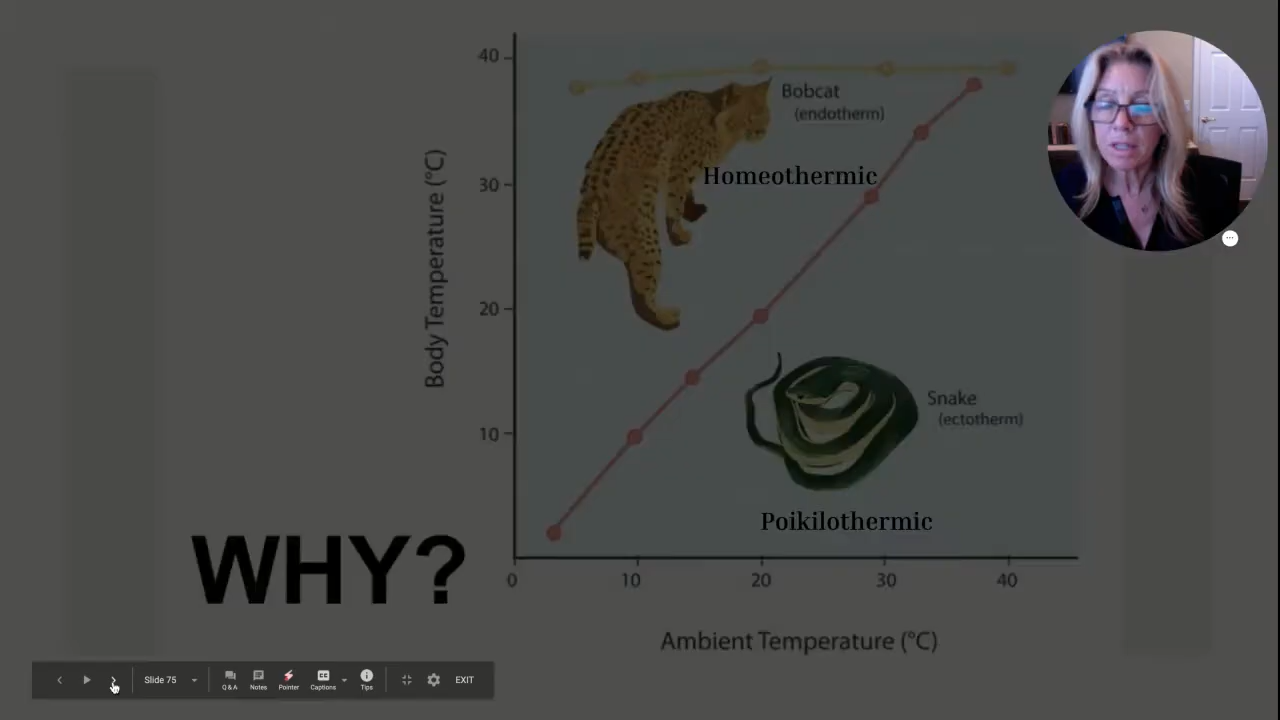 40
Bobcat
(endotherm)
Homeothermic
30
Body Temperature (°C)
20
Snake
(ectotherm)
10
Poikilothermic
WHY?
0 10 20 30 40
Ambient Temperature (°C)
Slide 75
Q & A Notes Pointer Captions Tips
EXIT